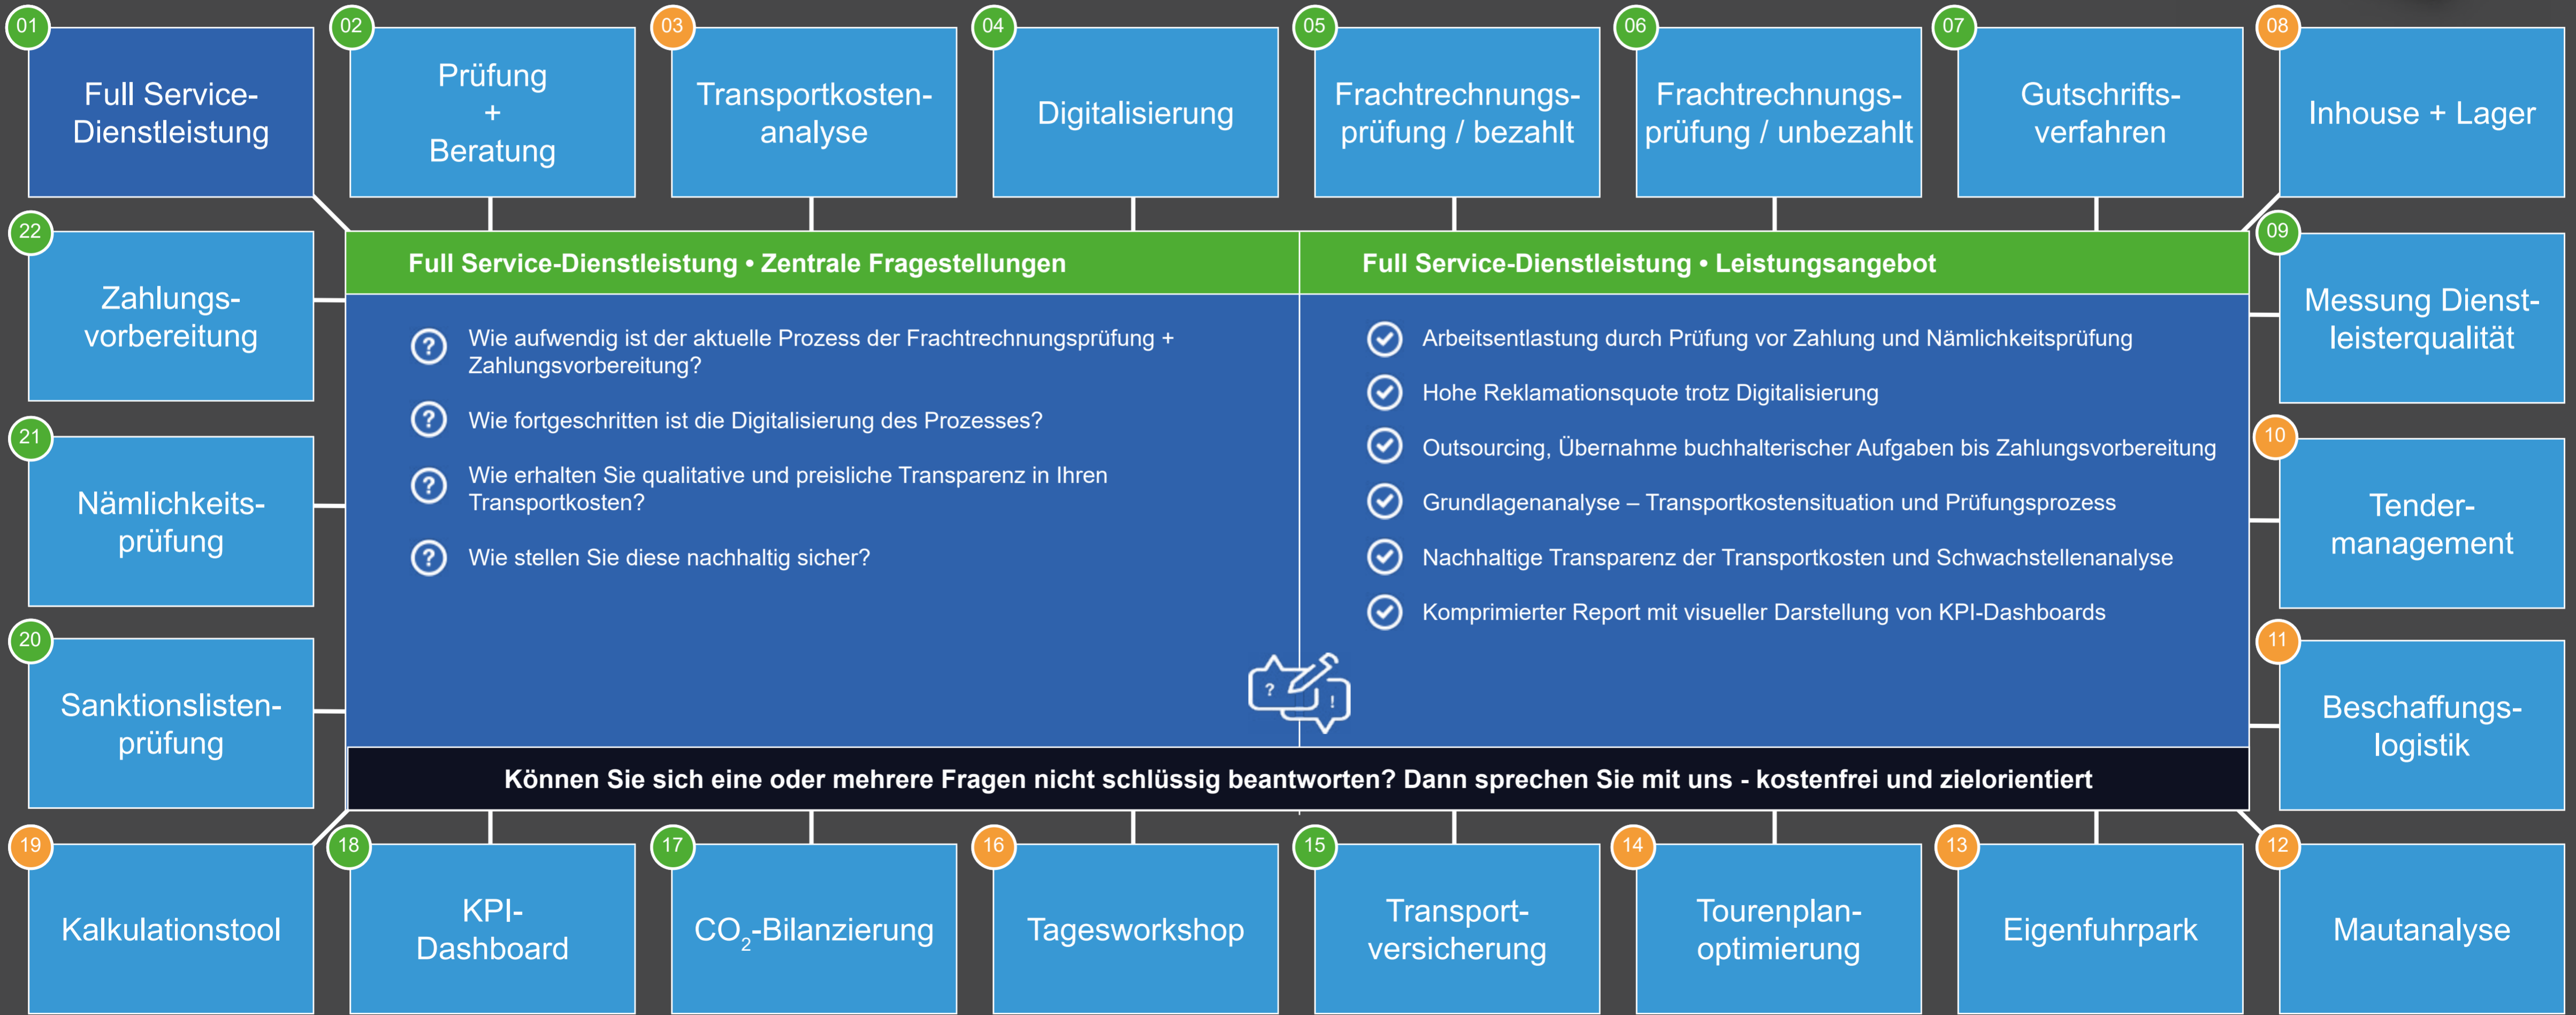 01
Full Service-
Dienstleistung
02
Prüfung
+
Beratung
03
Transportkosten-
analyse
04
Digitalisierung
05
Frachtrechnungs-
prüfung / bezahlt
06
Frachtrechnungs-
prüfung / unbezahlt
07
Gutschrifts-
verfahren
08
Inhouse + Lager
22
Zahlungs-
vorbereitung
21
Nämlichkeits-
prüfung
20
Sanktionslisten-
prüfung
Full Service-Dienstleistung • Zentrale Fragestellungen
Wie aufwendig ist der aktuelle Prozess der Frachtrechnungsprüfung +
Zahlungsvorbereitung?
Wie fortgeschritten ist die Digitalisierung des Prozesses?
Wie erhalten Sie qualitative und preisliche Transparenz in Ihren
Transportkosten?
Wie stellen Sie diese nachhaltig sicher?
Full Service-Dienstleistung • Leistungsangebot
Arbeitsentlastung durch Prüfung vor Zahlung und Nämlichkeitsprüfung
Hohe Reklamationsquote trotz Digitalisierung
Outsourcing, Übernahme buchhalterischer Aufgaben bis Zahlungsvorbereitung
Grundlagenanalyse – Transportkostensituation und Prüfungsprozess
Nachhaltige Transparenz der Transportkosten und Schwachstellenanalyse
Komprimierter Report mit visueller Darstellung von KPI-Dashboards
Können Sie sich eine oder mehrere Fragen nicht schlüssig beantworten? Dann sprechen Sie mit uns - kostenfrei und zielorientiert
09
Messung Dienst-
leisterqualität
10
Tender-
management
11
Beschaffungs-
logistik
19
Kalkulationstool
18
KPI-
Dashboard
17
CO₂-Bilanzierung
16
Tagesworkshop
15
Transport-
versicherung
14
Tourenplan-
optimierung
13
Eigenfuhrpark
12
Mautanalyse